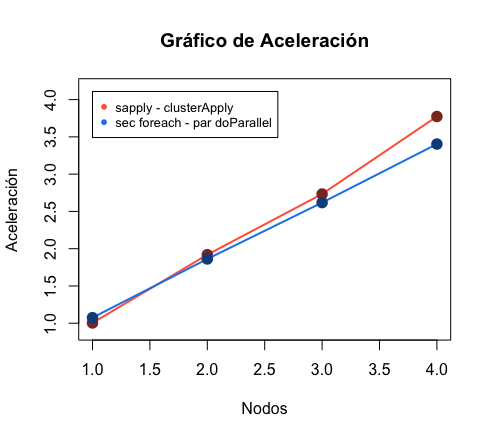 Gráfico de Aceleración
sapply - clusterApply
sec foreach - par doParallel
Aceleración
4.0
3.5
3.0
2.5
2.0
1.5
1.0
1.0 1.5 2.0 2.5 3.0 3.5 4.0
Nodos